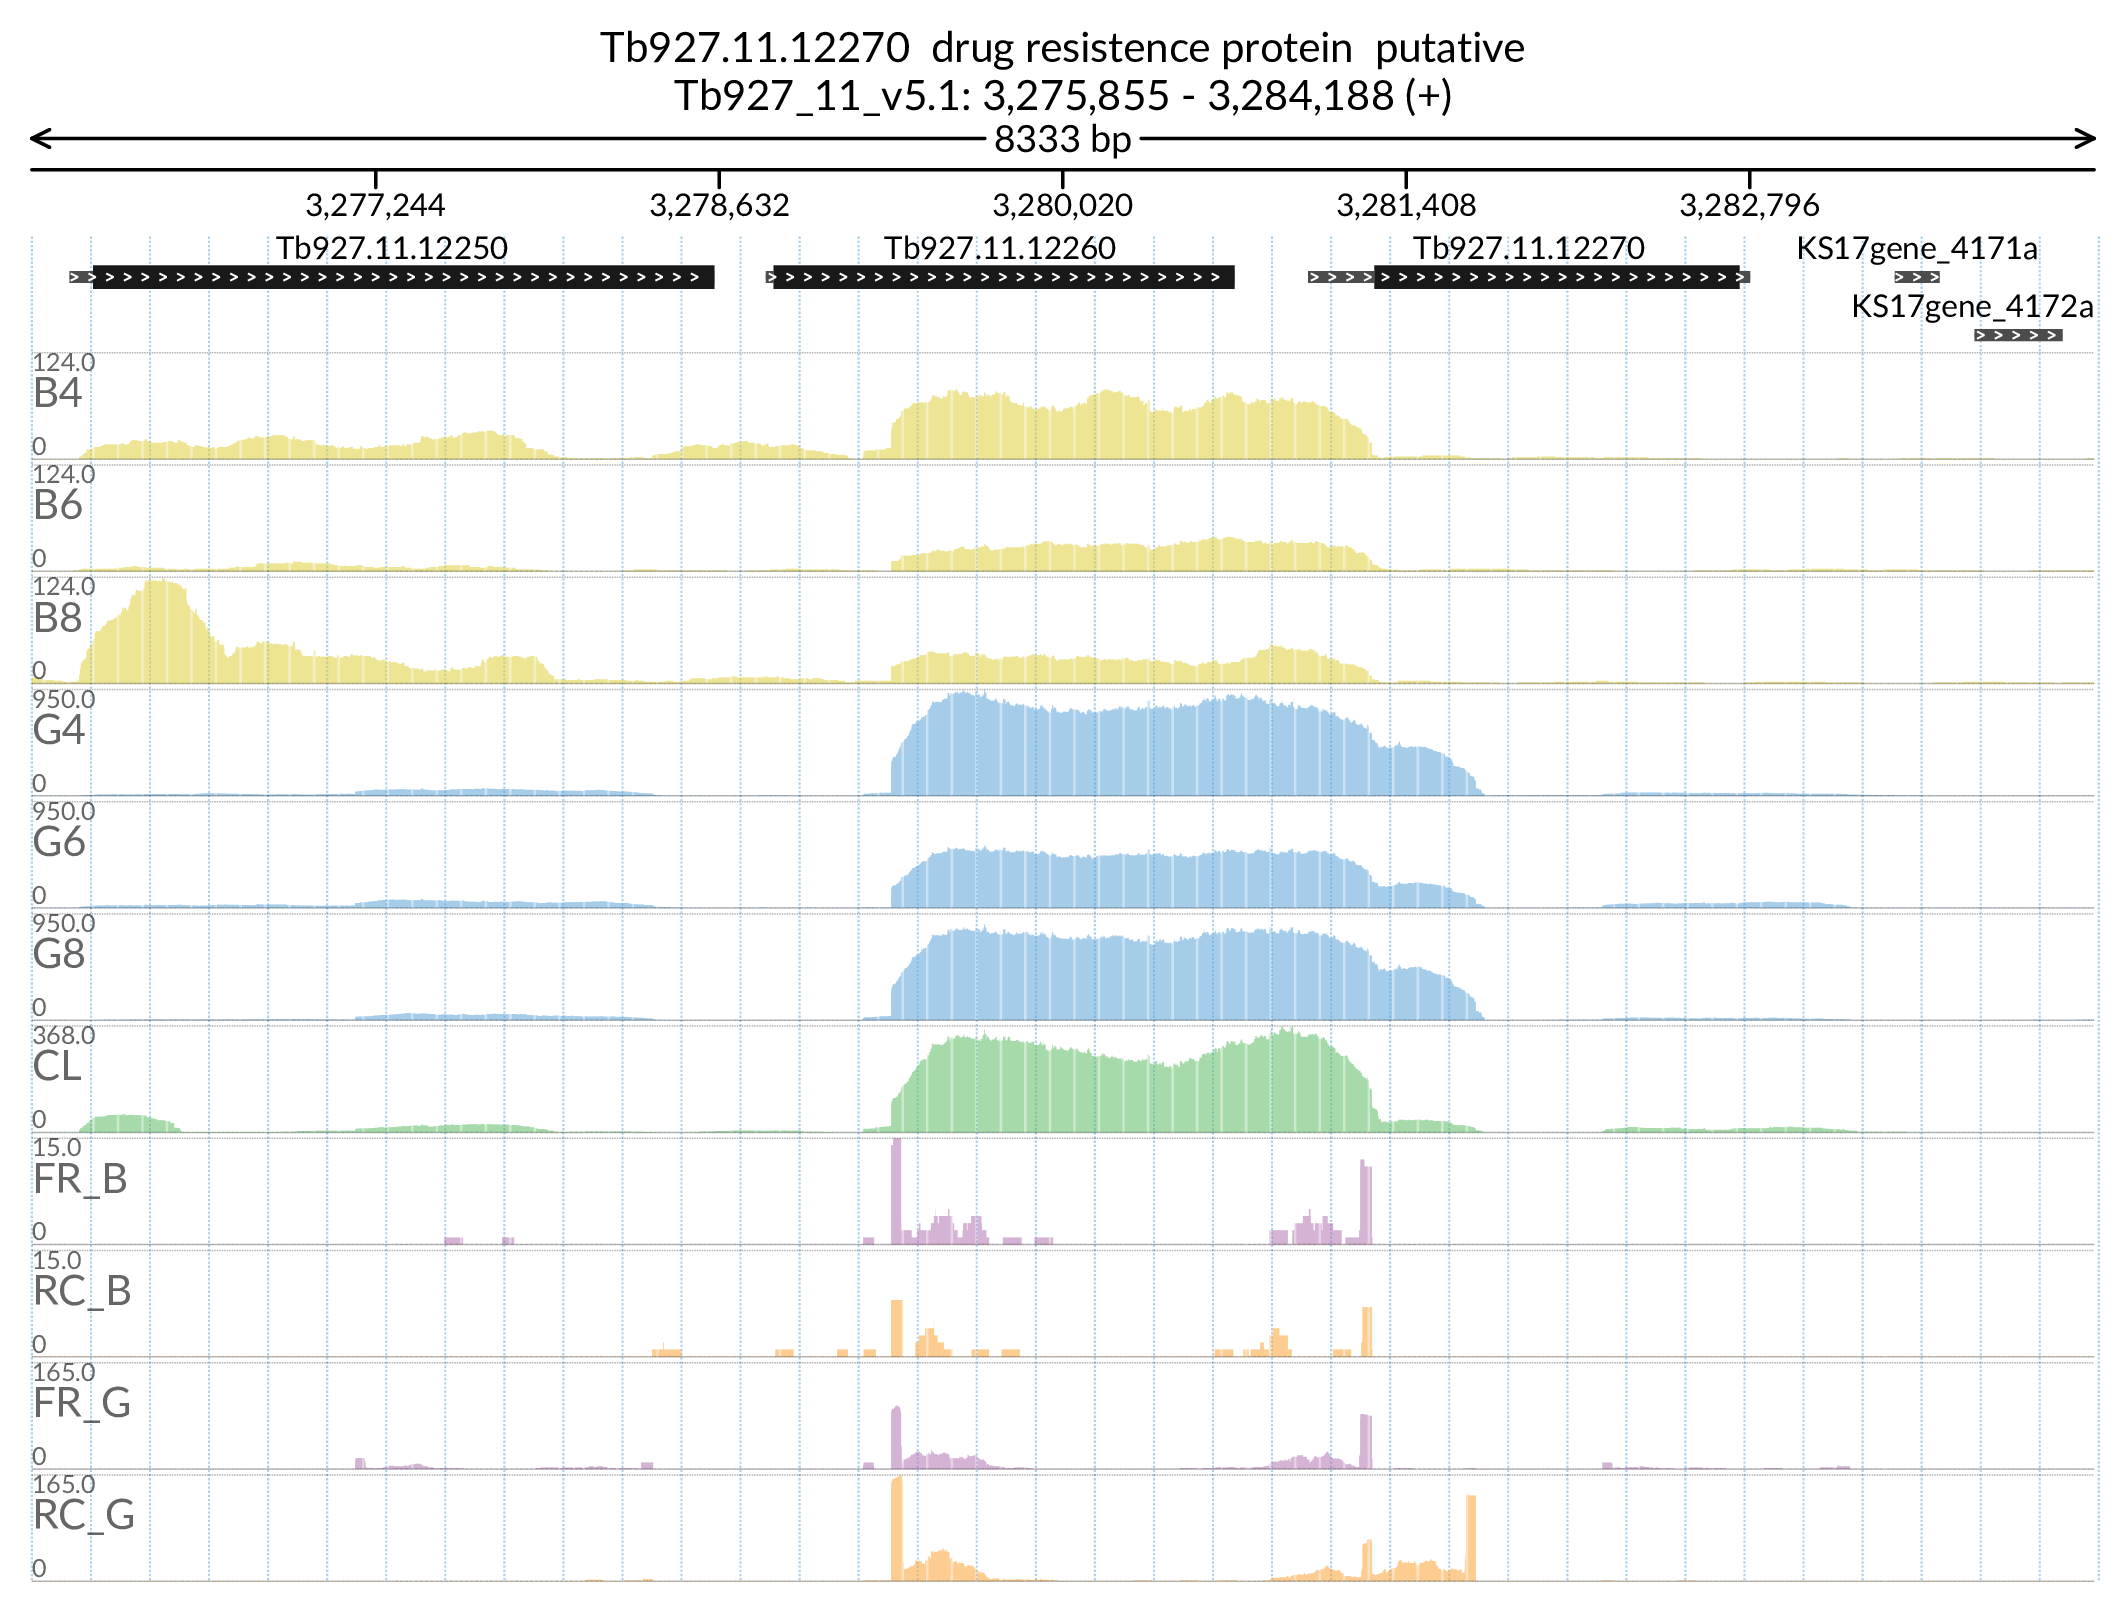 Tb927.11.12270  drug resistence protein  putative
Tb927_11_v5.1: 3,275,855 - 3,284,188 (+)
8333 bp
3,277,244 3,278,632 3,280,020 3,281,408 3,282,796
Tb927.11.12250 Tb927.11.12260 Tb927.11.12270 KS17gene_4171a
KS17gene_4172a
124.0
B4
0
124.0
B6
0
124.0
B8
0
950.0
G4
0
950.0
G6
0
950.0
G8
0
368.0
CL
0
15.0
FR_B
0
15.0
RC_B
0
165.0
FR_G
0
165.0
RC_G
0